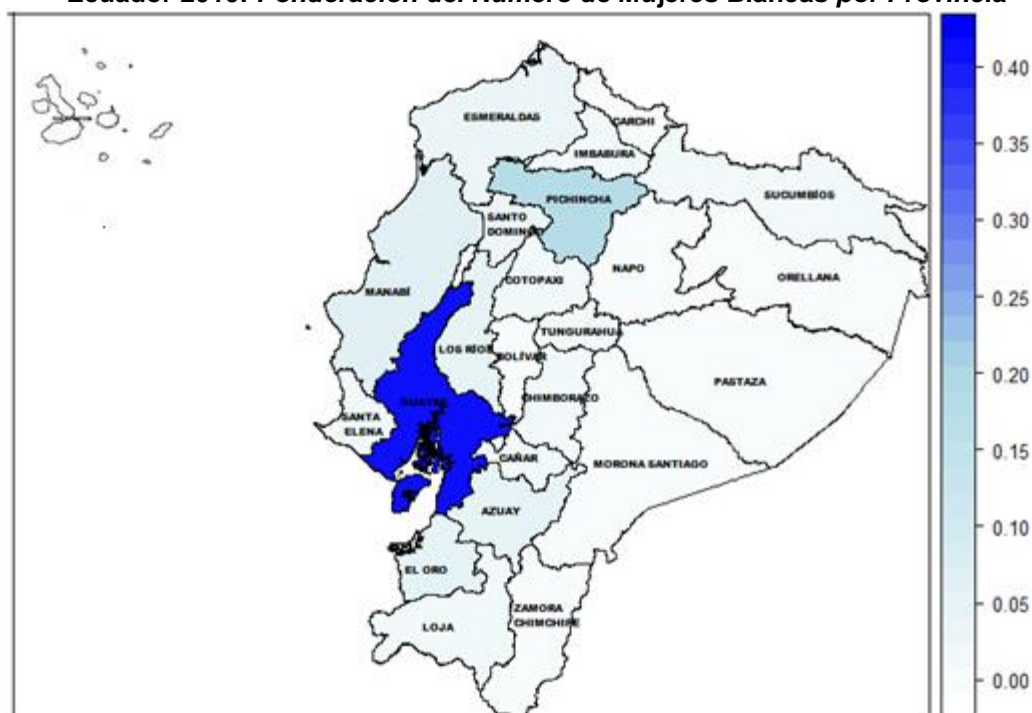 Ecuador 2010: Ponderación del Número de Mujeres Blancas por Provincia
ESMERALDAS
CARCHI
IMBABURA
PICHINCHA
SUCUMBÍOS
SANTO
DOMINGO
NAPO
COTOPAXI
ORELLANA
MANABÍ
TUNGURAHUA
LOS RÍOS
BOLÍVAR
PASTAZA
CHIMBORAZO
SANTA
ELENA
CAÑAR
MORONA SANTIAGO
AZUAY
EL ORO
ZAMORA
CHIMCHIPE
LOJA
0.40
0.35
0.30
0.25
0.20
0.15
0.10
0.05
0.00